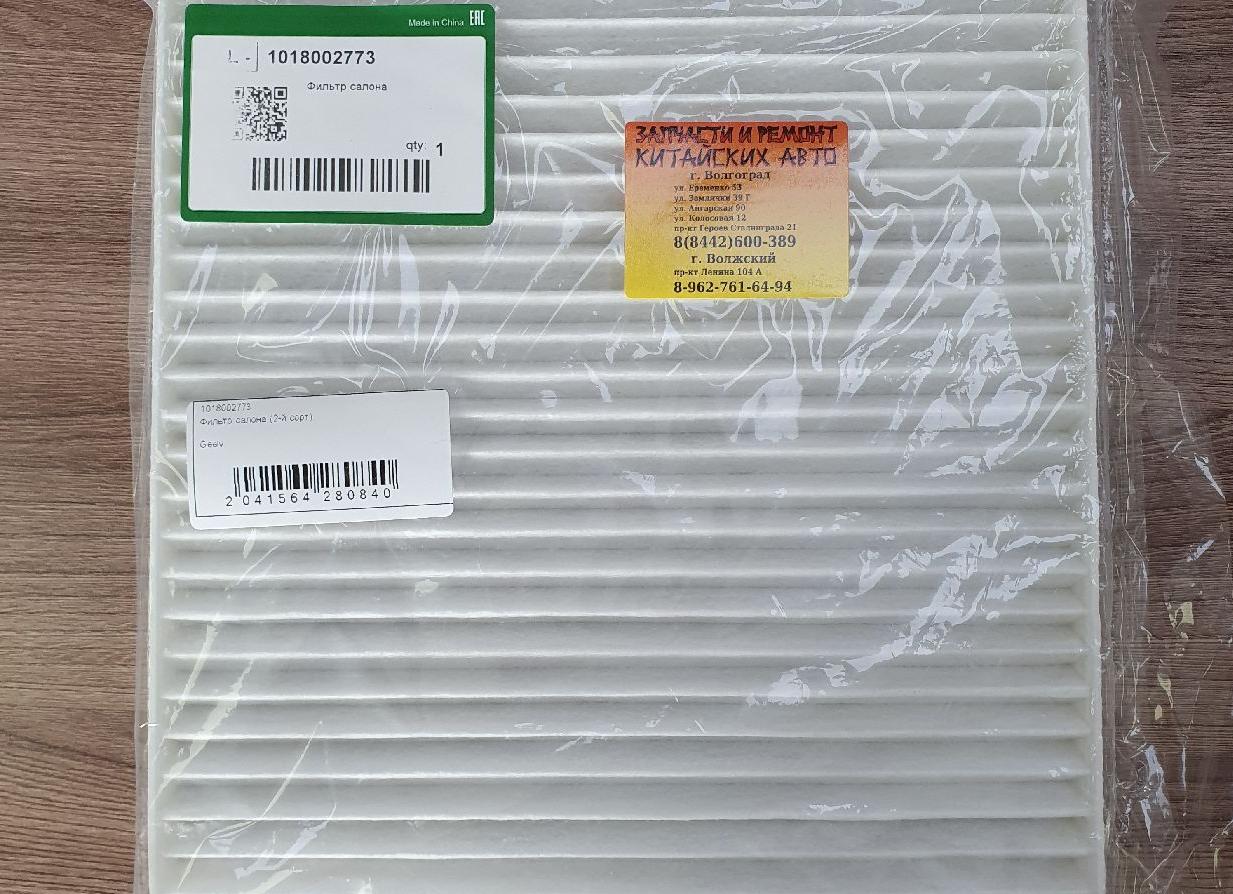 Made in China EAC
L - 1018002773
Фильтр салона
qty: 1
ЗАПЧАСТИ И РЕМОНТ
КИТАЙСКИХ АВТО
г. Волгоград
ул. Еременко 53
ул. Землячки 39 Г
ул. Ангарская 90
ул. Колосовая 12
пр-кт Героев Сталинграда 21
8(8442)600-389
г. Волжский
пр-кт Ленина 104 А
8-962-761-64-94
1018002773
Фильтр салона (2-й сорт)
Geely
2 041564 280840